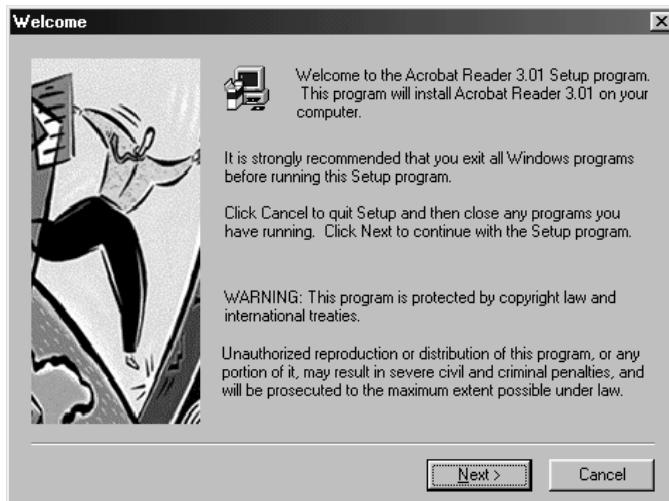 Welcome
Welcome to the Acrobat Reader 3.01 Setup program.
This program will install Acrobat Reader 3.01 on your
computer.
It is strongly recommended that you exit all Windows programs
before running this Setup program.
Click Cancel to quit Setup and then close any programs you
have running. Click Next to continue with the Setup program.
WARNING: This program is protected by copyright law and
international treaties.
Unauthorized reproduction or distribution of this program, or any
portion of it, may result in severe civil and criminal penalties, and
will be prosecuted to the maximum extent possible under law.
Next >
Cancel